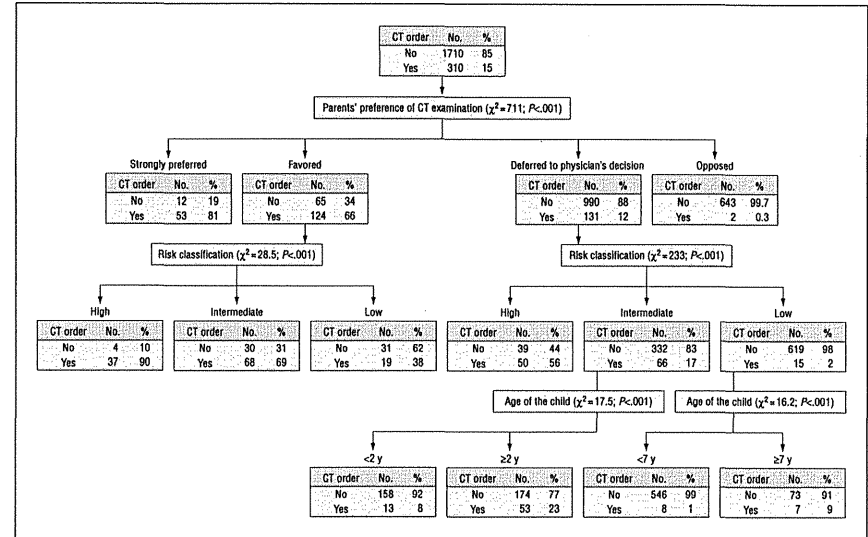 CT order No. %
No 1710 85
Yes 310 15
Parents' preference of CT examination (χ²=711; P<.001)
Strongly preferred
CT order No. %
No 12 19
Yes 53 81
Favored
CT order No. %
No 65 34
Yes 124 66
Deferred to physician's decision
CT order No. %
No 990 88
Yes 131 12
Opposed
CT order No. %
No 643 99.7
Yes 2 0.3
Risk classification (χ²=28.5; P<.001)
Risk classification (χ²=233; P<.001)
High
CT order No. %
No 4 10
Yes 37 90
Intermediate
CT order No. %
No 30 31
Yes 68 69
Low
CT order No. %
No 31 62
Yes 19 38
High
CT order No. %
No 39 44
Yes 50 56
Intermediate
CT order No. %
No 332 83
Yes 66 17
Low
CT order No. %
No 619 98
Yes 15 2
Age of the child (χ²=17.5; P<.001)
Age of the child (χ²=16.2; P<.001)
<2 y
CT order No. %
No 158 92
Yes 13 8
≥2 y
CT order No. %
No 174 77
Yes 53 23
<7 y
CT order No. %
No 546 99
Yes 8 1
≥7 y
CT order No. %
No 73 91
Yes 7 9